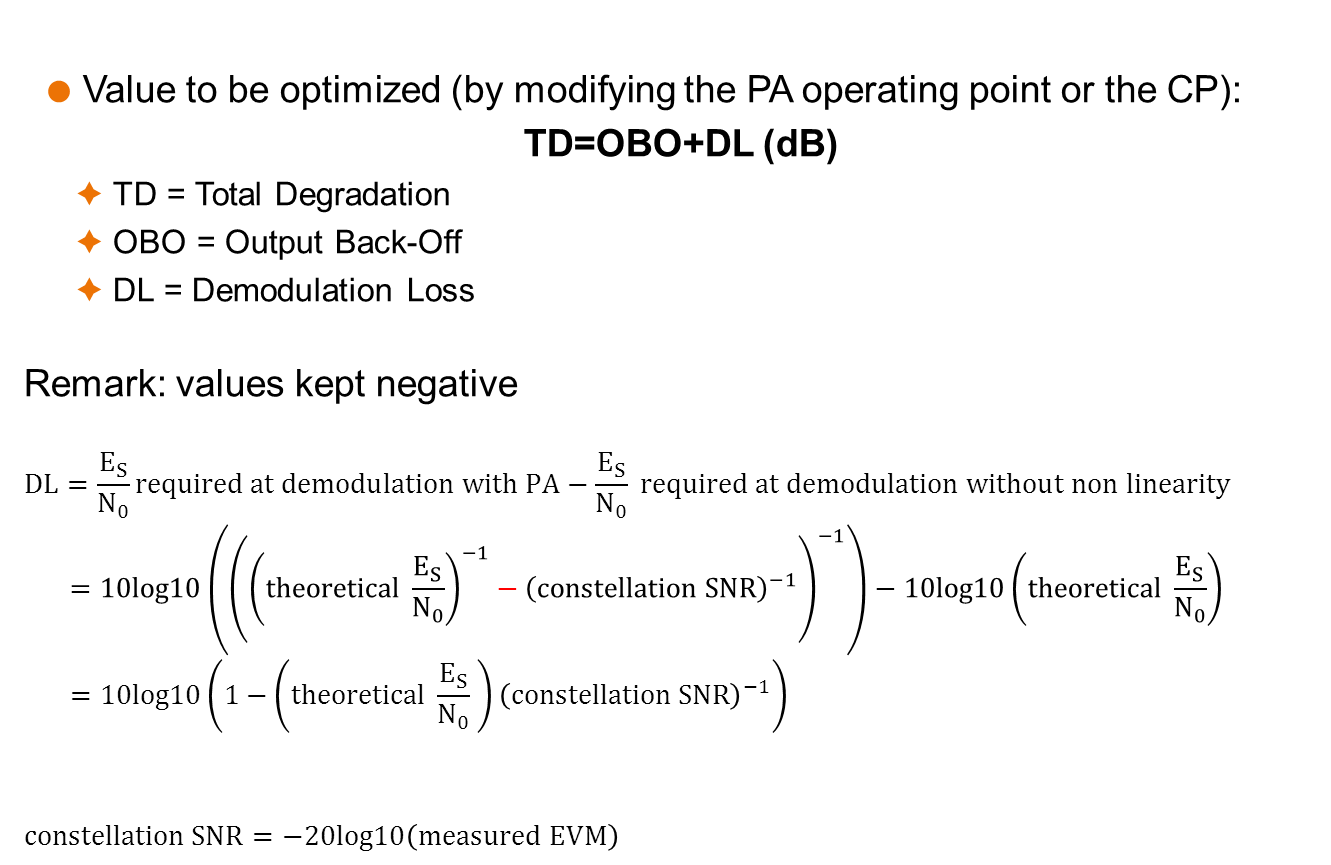 Value to be optimized (by modifying the PA operating point or the CP):
TD=OBO+DL (dB)
TD = Total Degradation
OBO = Output Back-Off
DL = Demodulation Loss
Remark: values kept negative
DL = E_S/N_0 required at demodulation with PA − E_S/N_0 required at demodulation without non linearity
= 10log10(((theoretical E_S/N_0)^−1 − (constellation SNR)^−1)^−1) − 10log10(theoretical E_S/N_0)
= 10log10(1 − (theoretical E_S/N_0)(constellation SNR)^−1)
constellation SNR = −20log10(measured EVM)